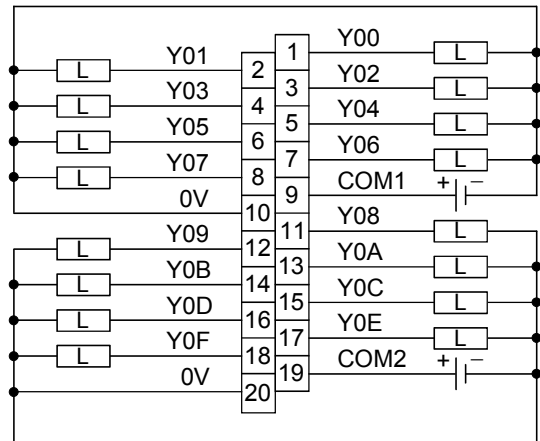 1 Y00 L
L Y01 2
3 Y02 L
L Y03 4
5 Y04 L
L Y05 6
7 Y06 L
L Y07 8
9 COM1 + −
0V 10
11 Y08 L
L Y09 12
13 Y0A L
L Y0B 14
15 Y0C L
L Y0D 16
17 Y0E L
L Y0F 18
19 COM2 + −
0V 20